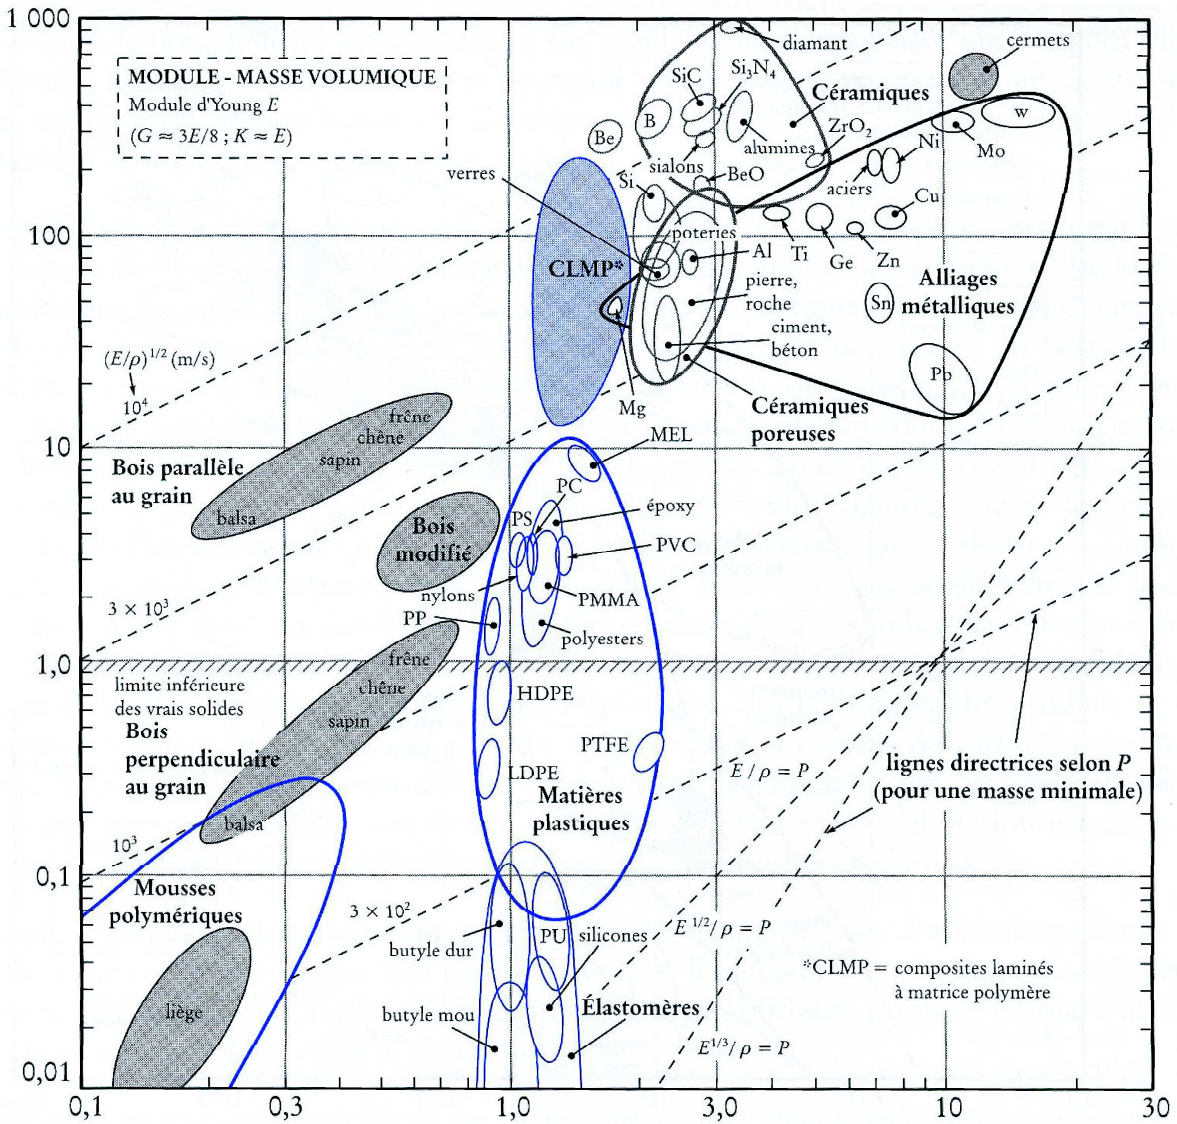 1 000
MODULE - MASSE VOLUMIQUE
Module d'Young E
(G ≈ 3E/8 ; K ≈ E)
diamant
cermets
SiC
Si₃N₄
Céramiques
B
Be
alumines
ZrO₂
W
Ni
Mo
verres
sialons
BeO
aciers
Si
Cu
100
poteries
Al
Ti
Ge
Zn
CLMP*
pierre,
roche
Sn
Alliages
métalliques
ciment,
béton
(E/ρ)¹/² (m/s)
10⁴
Mg
Pb
Céramiques
poreuses
frêne
chêne
sapin
balsa
MEL
10
Bois parallèle
au grain
PC
époxy
PS
Bois
modifié
PVC
nylons
PMMA
3 × 10³
PP
polyesters
1,0
limite inférieure
des vrais solides
frêne
chêne
sapin
balsa
HDPE
Bois
perpendiculaire
au grain
PTFE
LDPE
E / ρ = P
lignes directrices selon P
(pour une masse minimale)
Matières
plastiques
10³
0,1
Mousses
polymériques
3 × 10²
butyle dur
PU
silicones
E¹/²/ ρ = P
*CLMP = composites laminés
à matrice polymère
liège
butyle mou
Élastomères
E¹/³/ ρ = P
0,01
0,1
0,3
1,0
3,0
10
30